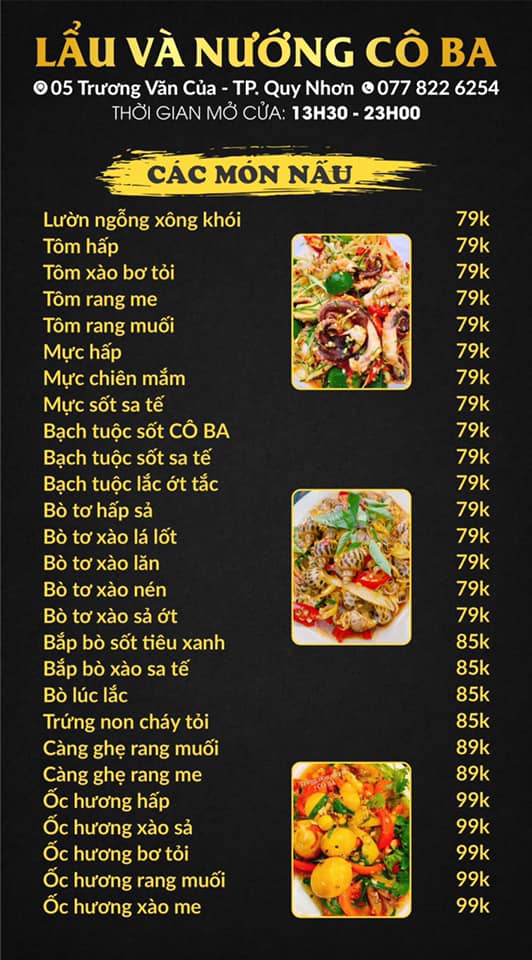 LẨU VÀ NƯỚNG CÔ BA
05 Trương Văn Của - TP. Quy Nhơn 077 822 6254
THỜI GIAN MỞ CỬA: 13H30 - 23H00
CÁC MÓN NẤU
Lườn ngỗng xông khói 79k
Tôm hấp 79k
Tôm xào bơ tỏi 79k
Tôm rang me 79k
Tôm rang muối 79k
Mực hấp 79k
Mực chiên mắm 79k
Mực sốt sa tế 79k
Bạch tuộc sốt CÔ BA 79k
Bạch tuộc sốt sa tế 79k
Bạch tuộc lắc ớt tắc 79k
Bò tơ hấp sả 79k
Bò tơ xào lá lốt 79k
Bò tơ xào lăn 79k
Bò tơ xào nén 79k
Bò tơ xào sả ớt 79k
Bắp bò sốt tiêu xanh 85k
Bắp bò xào sa tế 85k
Bò lúc lắc 85k
Trứng non cháy tỏi 85k
Càng ghẹ rang muối 89k
Càng ghẹ rang me 89k
Ốc hương hấp 99k
Ốc hương xào sả 99k
Ốc hương bơ tỏi 99k
Ốc hương rang muối 99k
Ốc hương xào me 99k